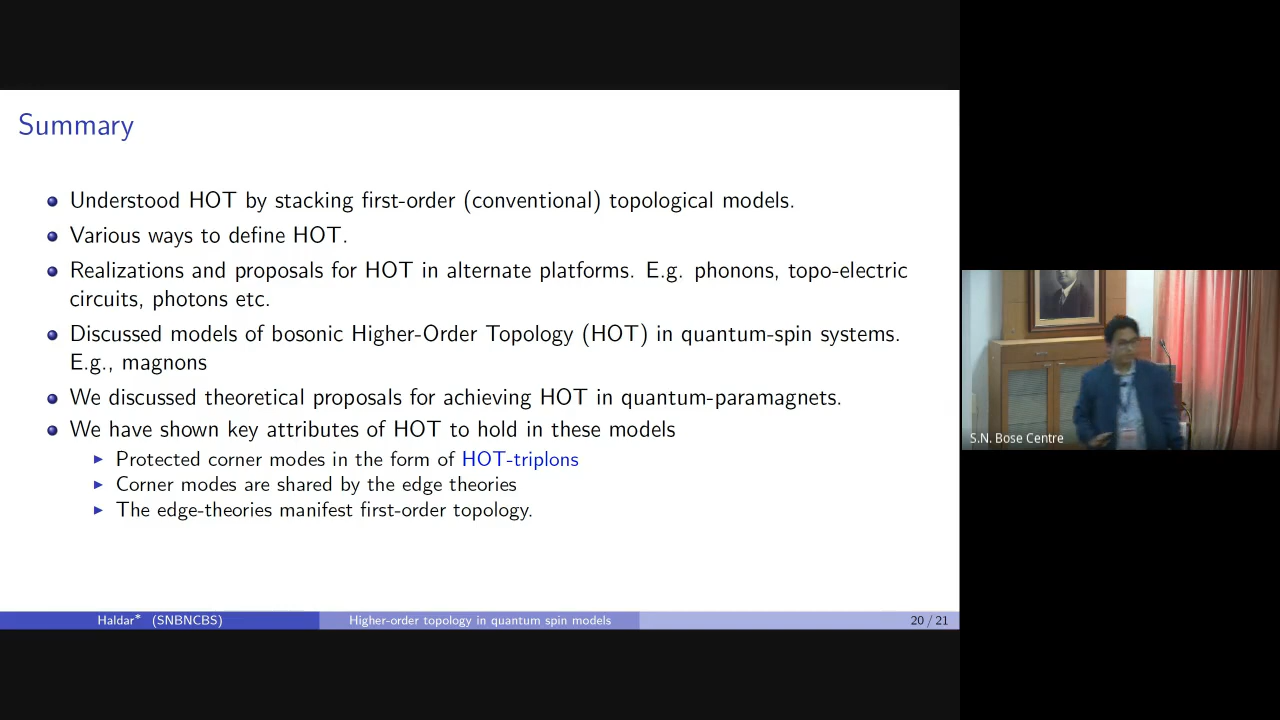 Summary
Understood HOT by stacking first-order (conventional) topological models.
Various ways to define HOT.
Realizations and proposals for HOT in alternate platforms. E.g. phonons, topo-electric
circuits, photons etc.
Discussed models of bosonic Higher-Order Topology (HOT) in quantum-spin systems.
E.g., magnons
We discussed theoretical proposals for achieving HOT in quantum-paramagnets.
We have shown key attributes of HOT to hold in these models
Protected corner modes in the form of HOT-triplons
Corner modes are shared by the edge theories
The edge-theories manifest first-order topology.
Haldar* (SNBNCBS)
Higher-order topology in quantum spin models
20 / 21
S.N. Bose Centre